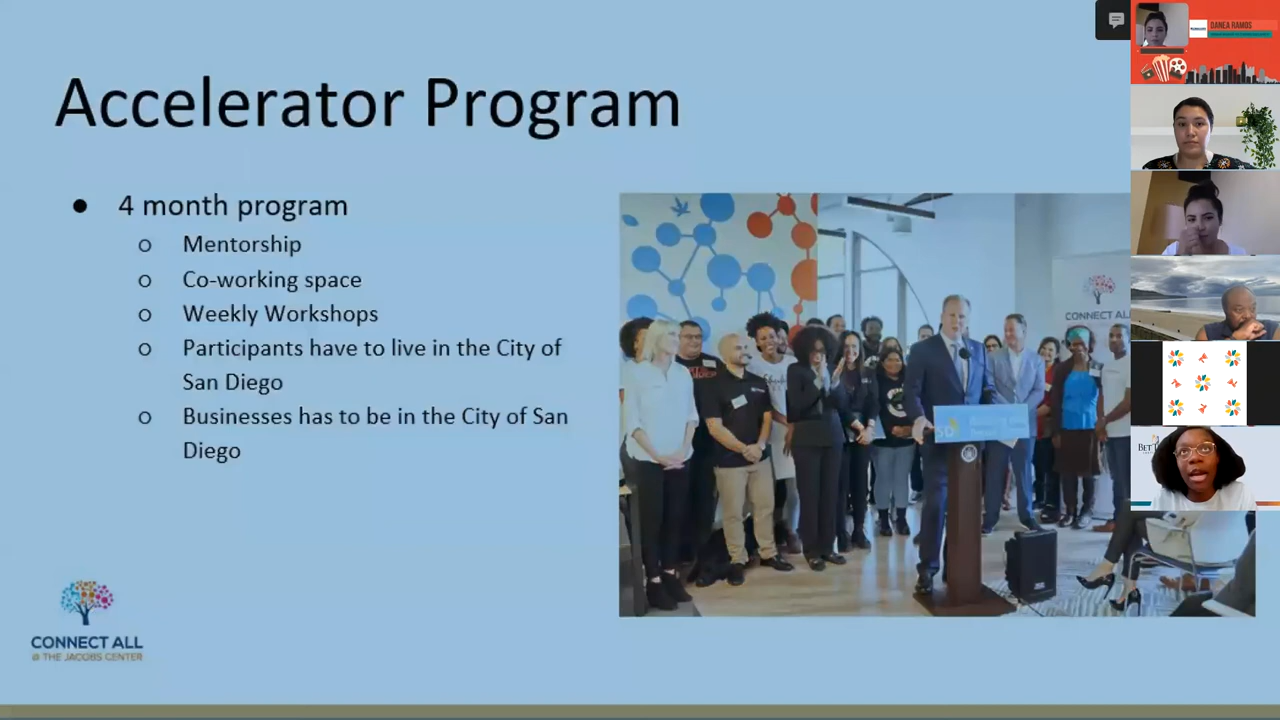 Accelerator Program
● 4 month program
○ Mentorship
○ Co-working space
○ Weekly Workshops
○ Participants have to live in the City of
San Diego
○ Businesses has to be in the City of San
Diego
CONNECT ALL
CONNECT ALL
@ THE JACOBS CENTER
DANEA RAMOS